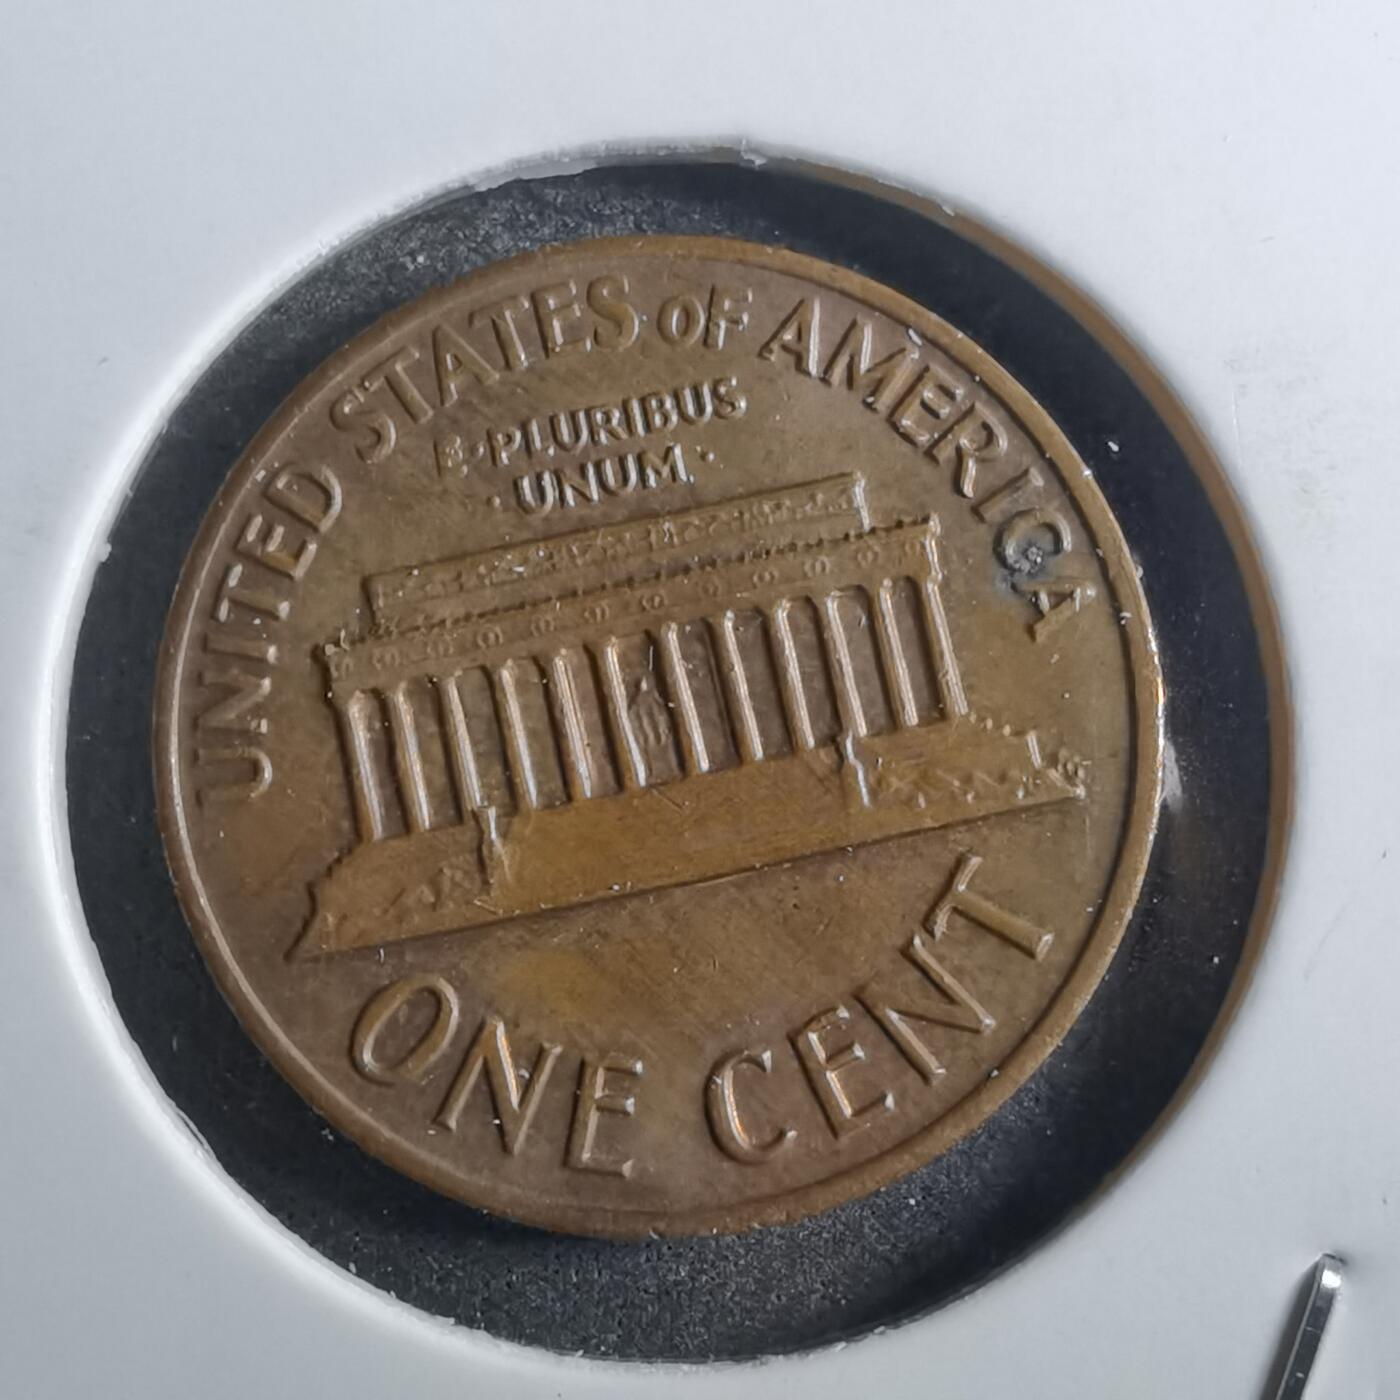 UNITED STATES OF AMERICA
E·PLURIBUS
·UNUM·
ONE CENT